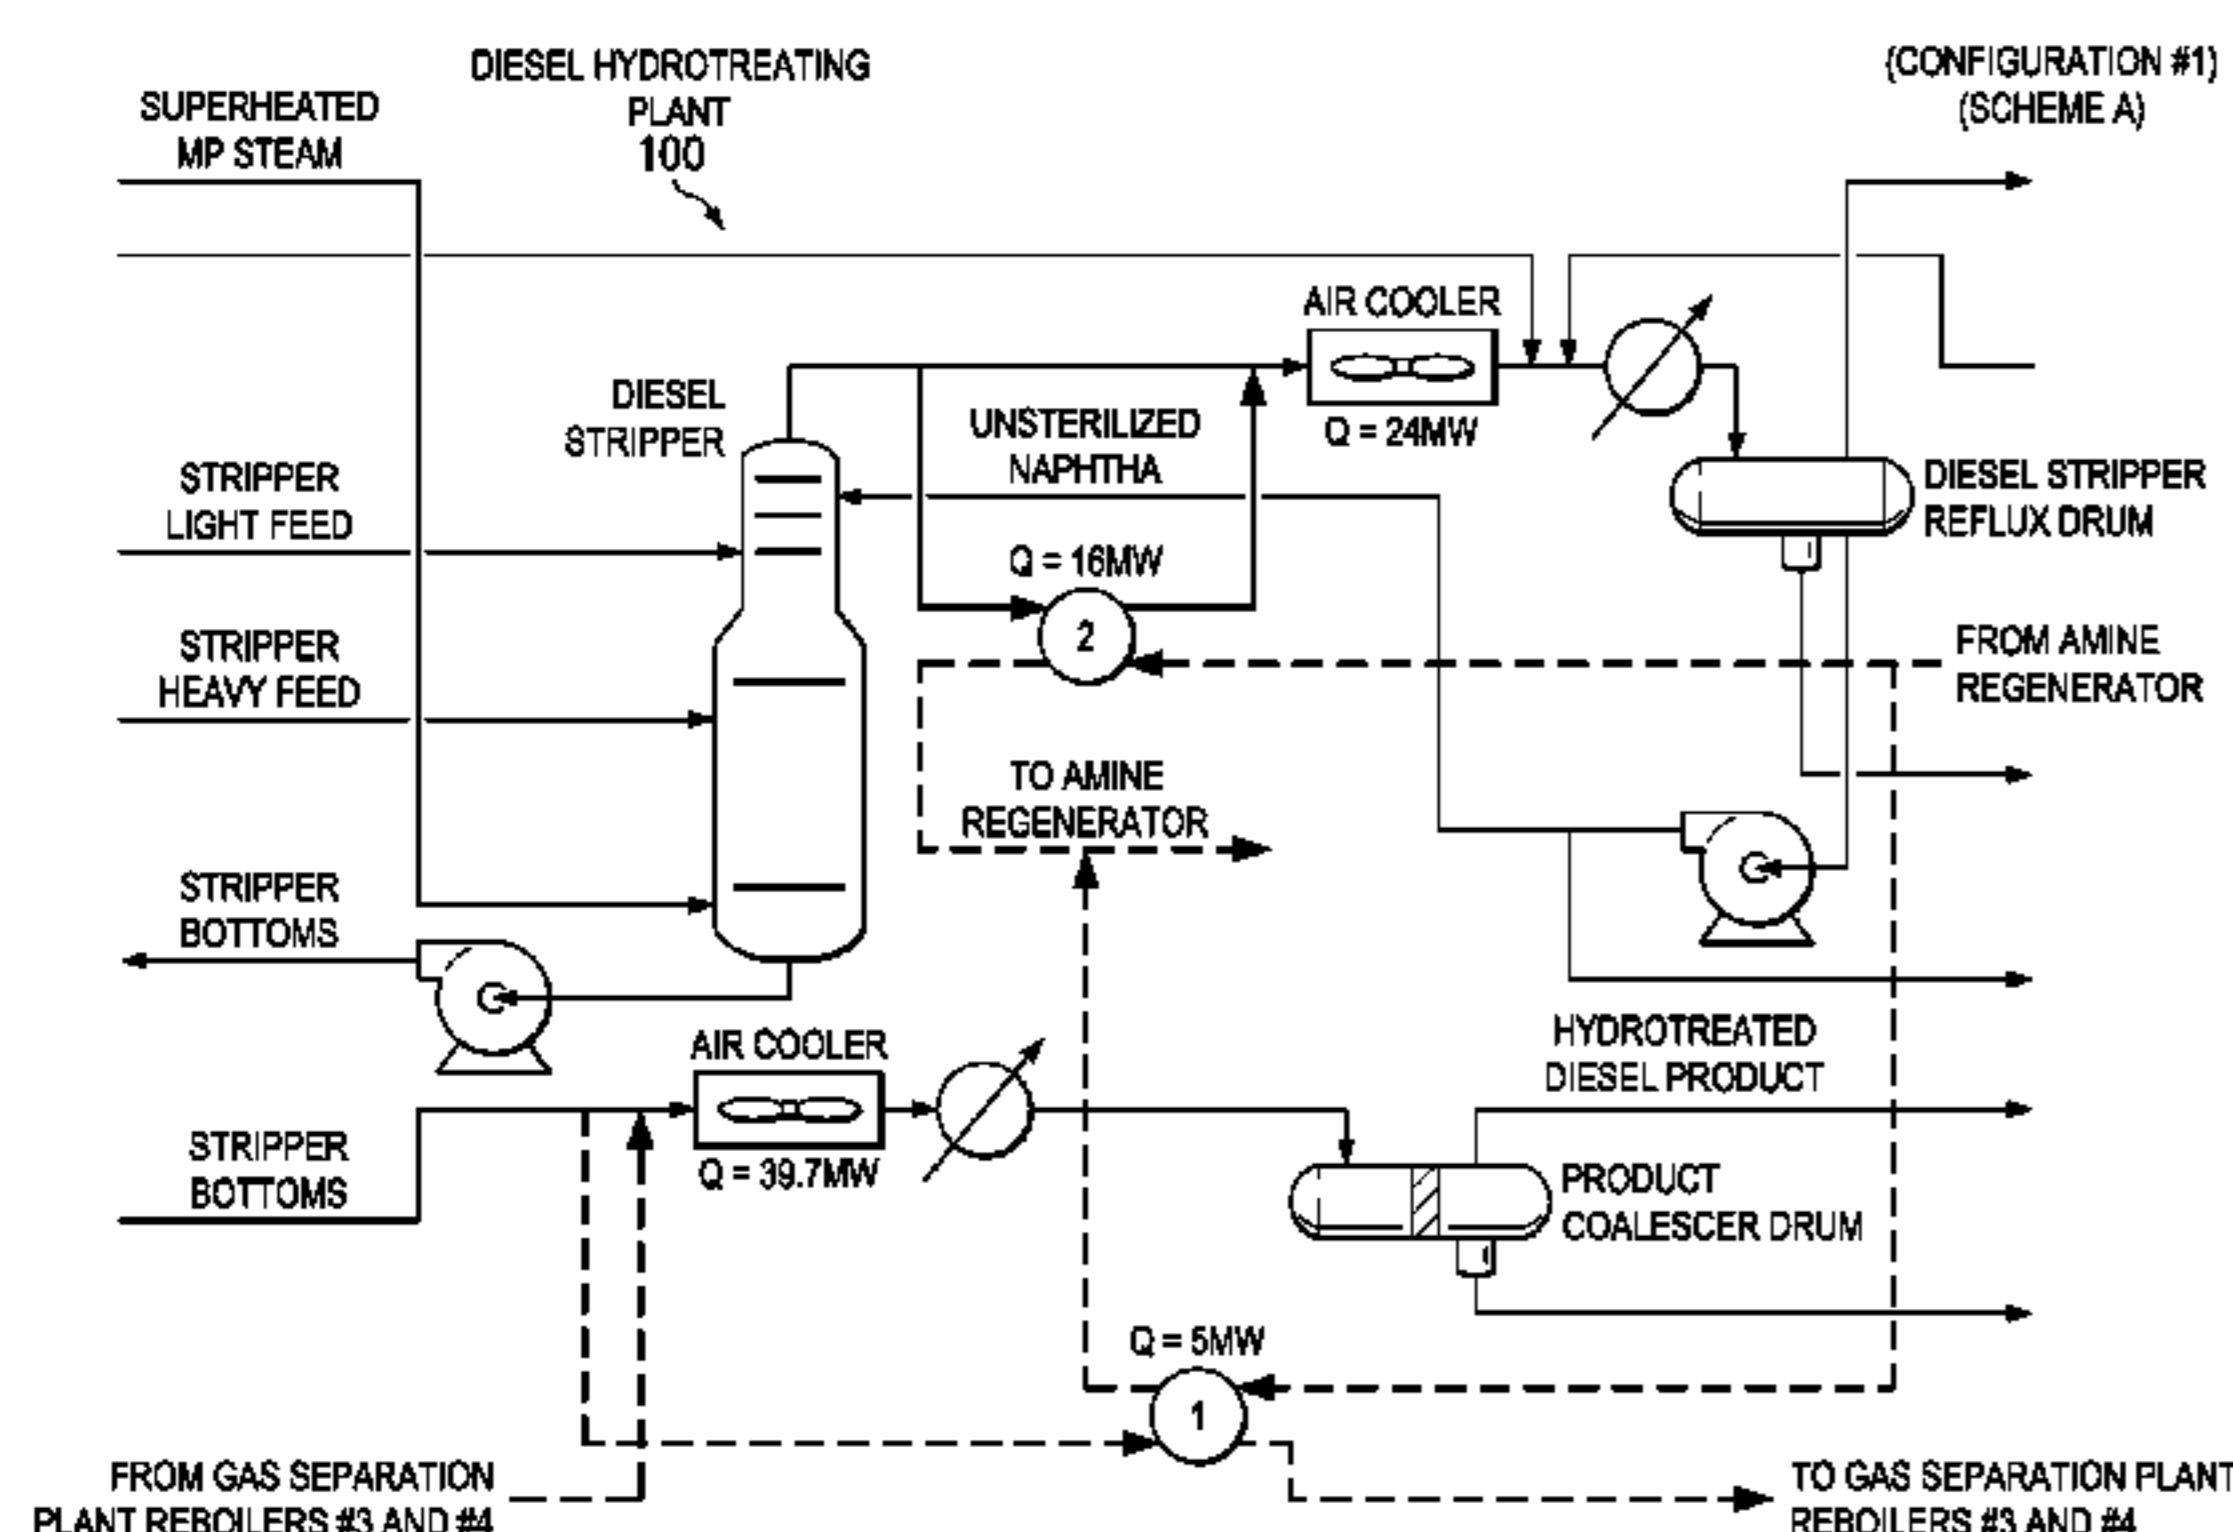 DIESEL HYDROTREATING
PLANT
100
(CONFIGURATION #1)
(SCHEME A)
SUPERHEATED
MP STEAM
AIR COOLER
Q = 24MW
DIESEL
STRIPPER
UNSTERILIZED
NAPHTHA
STRIPPER
LIGHT FEED
DIESEL STRIPPER
REFLUX DRUM
Q = 16MW
2
STRIPPER
HEAVY FEED
FROM AMINE
REGENERATOR
TO AMINE
REGENERATOR
STRIPPER
BOTTOMS
AIR COOLER
Q = 39.7MW
HYDROTREATED
DIESEL PRODUCT
STRIPPER
BOTTOMS
PRODUCT
COALESCER DRUM
Q = 5MW
1
FROM GAS SEPARATION
PLANT REBOILERS #3 AND #4
TO GAS SEPARATION PLANT
REBOILERS #3 AND #4